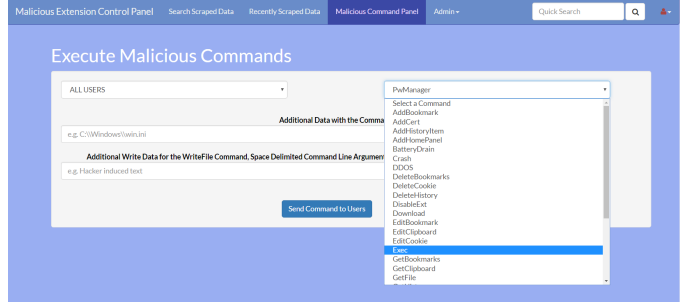 Malicious Extension Control Panel Search Scraped Data Recently Scraped Data Malicious Command Panel Admin Quick Search
Execute Malicious Commands
ALL USERS PwManager
Select a Command
AddBookmark
AddCert
AddHistoryItem
AddHomePanel
BatteryDrain
Crash
DDOS
DeleteBookmarks
DeleteCookie
DeleteHistory
DisableExt
Download
EditBookmark
EditClipboard
EditCookie
Exec
GetBookmarks
GetClipboard
GetFile
Additional Data with the Comma
e.g. C:\\Windows\\win.ini
Additional Write Data for the WriteFile Command, Space Delimited Command Line Argumen
e.g. Hacker induced text
Send Command to Users